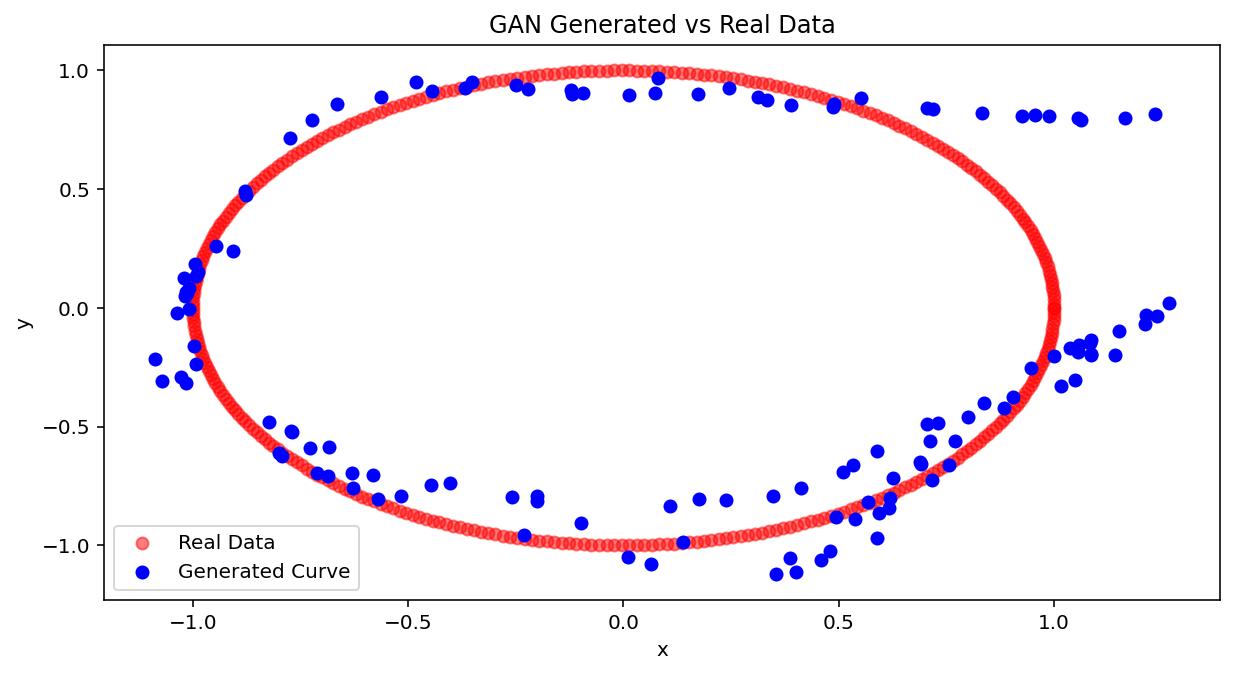 GAN Generated vs Real Data
1.0
0.5
0.0
−0.5
−1.0
y
Real Data
Generated Curve
−1.0 −0.5 0.0 0.5 1.0
x